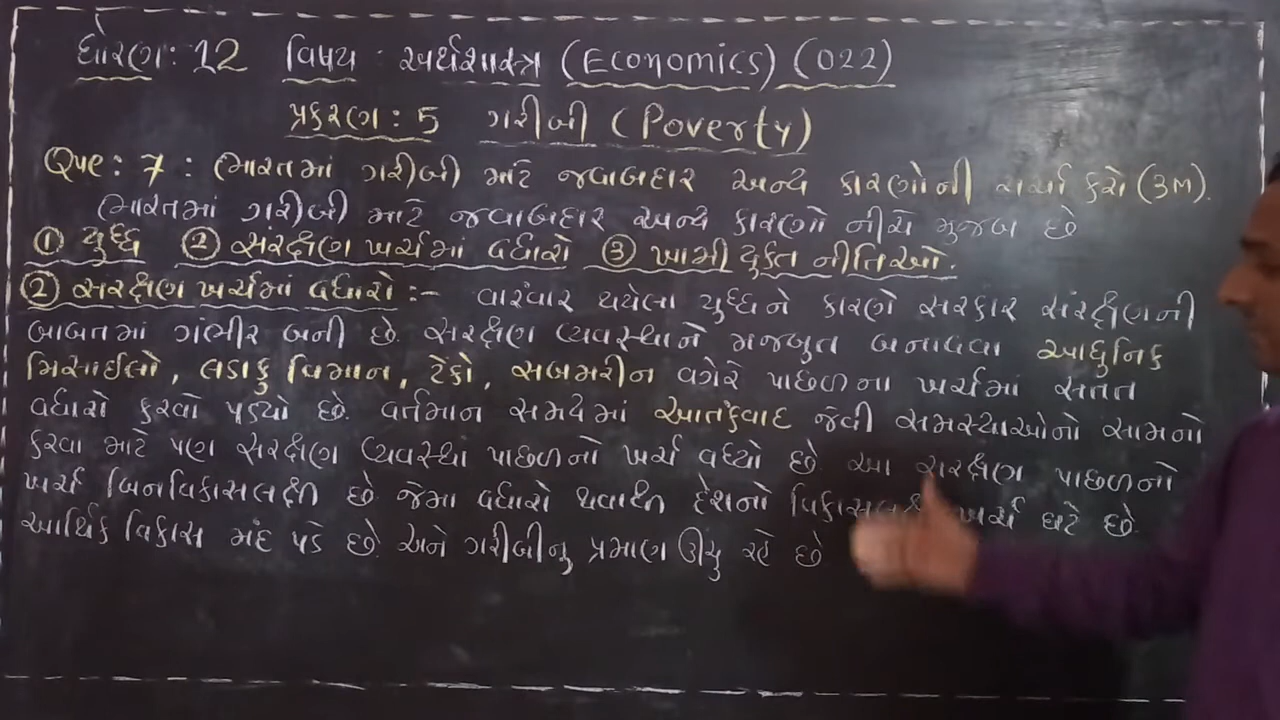 ધોરણ: 12 વિષય : અર્થશાસ્ત્ર (Economics) (022)
પ્રકરણ : 5 ગરીબી (Poverty)
Que : 7 : ભારતમાં ગરીબી માટે જવાબદાર અન્ય કારણોની ચર્ચા કરો (3M).
ભારતમાં ગરીબી માટે જવાબદાર અન્ય કારણો નીચે મુજબ છે
① યુદ્ધ ② સંરક્ષણ ખર્ચમાં વધારો ③ ખામી યુક્ત નીતિઓ.
② સંરક્ષણ ખર્ચમાં વધારો :- વારંવાર થયેલા યુદ્ધને કારણે સરકાર સંરક્ષણની
બાબતમાં ગંભીર બની છે. સંરક્ષણ વ્યવસ્થાને મજબુત બનાવવા આધુનિક
મિસાઈલો, લડાકુ વિમાન, ટેંકો, સબમરીન વગેરે પાછળના ખર્ચમાં સતત
વધારો કરવો પડ્યો છે. વર્તમાન સમયમાં આતંકવાદ જેવી સમસ્યાઓનો સામનો
કરવા માટે પણ સંરક્ષણ વ્યવસ્થા પાછળનો ખર્ચ વધ્યો છે. આ સંરક્ષણ પાછળનો
ખર્ચ બિનવિકાસલક્ષી છે જેમાં વધારો થવાથી દેશનો વિકાસલક્ષી ખર્ચ ઘટે છે.
આર્થિક વિકાસ મંદ પડે છે. અને ગરીબીનુ પ્રમાણ ઊંચુ રહે છે